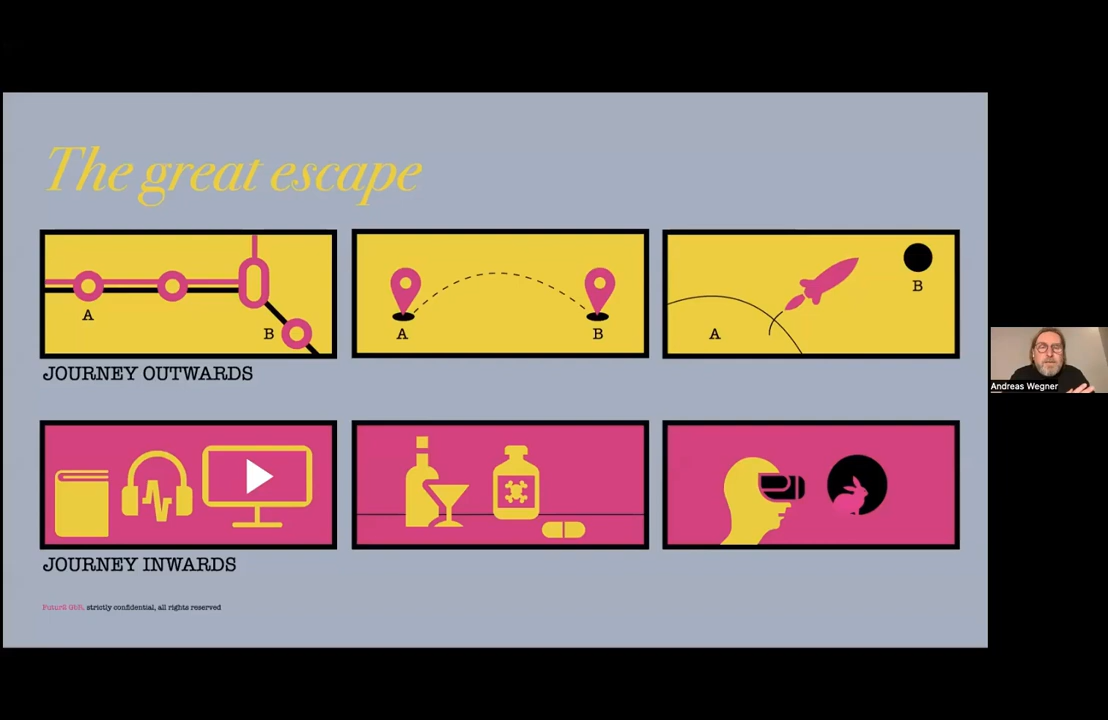 The great escape
A
B
A
B
A
B
JOURNEY OUTWARDS
JOURNEY INWARDS
strictly confidential, all rights reserved
Andreas Wegner